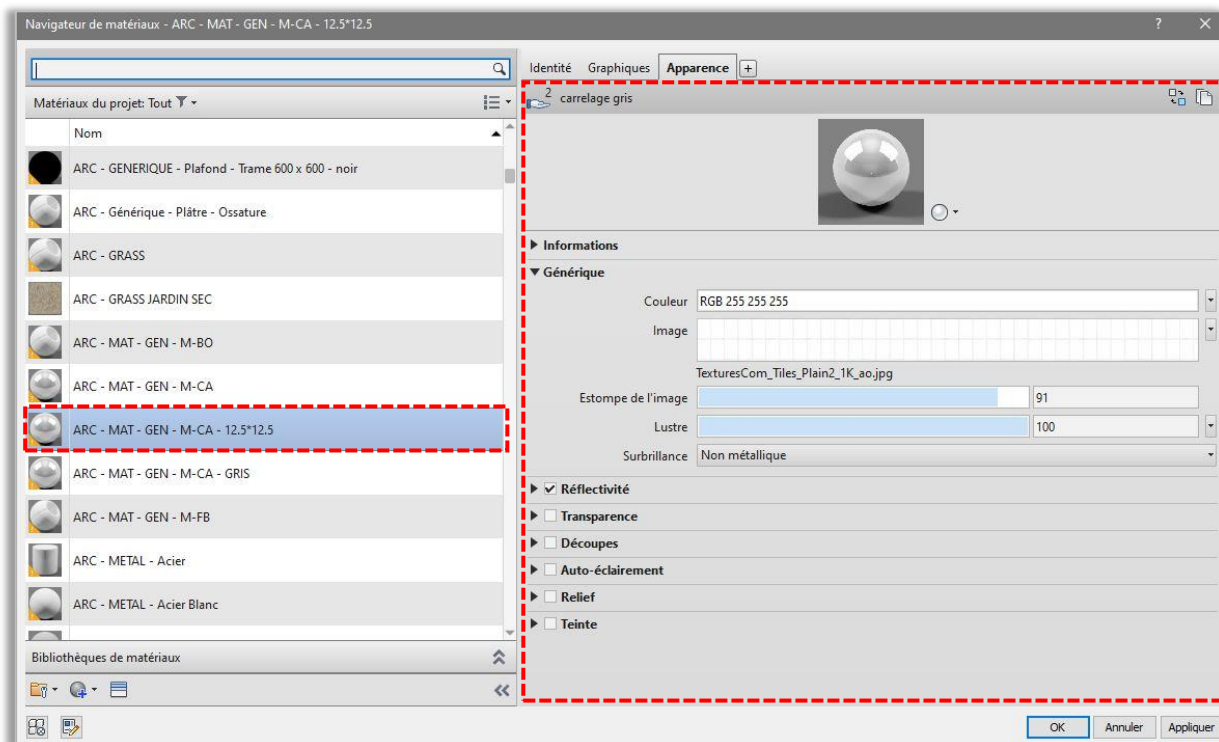 Navigateur de matériaux - ARC - MAT - GEN - M-CA - 12.5*12.5
? ✕
Identité Graphiques Apparence +
Matériaux du projet: Tout
2 carrelage gris
Nom
ARC - GENERIQUE - Plafond - Trame 600 x 600 - noir
ARC - Générique - Plâtre - Ossature
ARC - GRASS
ARC - GRASS JARDIN SEC
ARC - MAT - GEN - M-BO
ARC - MAT - GEN - M-CA
ARC - MAT - GEN - M-CA - 12.5*12.5
ARC - MAT - GEN - M-CA - GRIS
ARC - MAT - GEN - M-FB
ARC - METAL - Acier
ARC - METAL - Acier Blanc
Bibliothèques de matériaux
Informations
Générique
Couleur RGB 255 255 255
Image
TexturesCom_Tiles_Plain2_1K_ao.jpg
Estompe de l'image 91
Lustre 100
Surbrillance Non métallique
Réflectivité
Transparence
Découpes
Auto-éclairement
Relief
Teinte
OK Annuler Appliquer